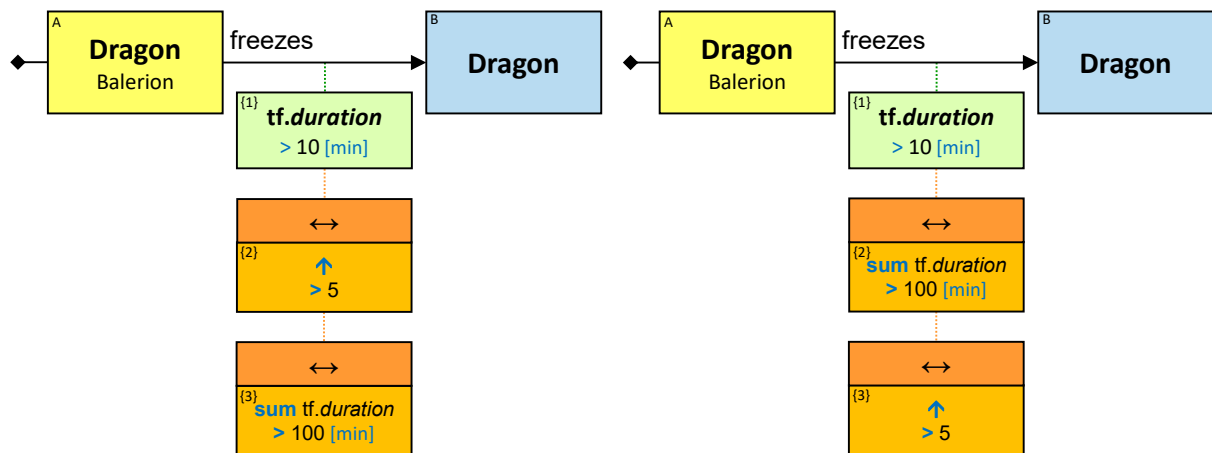 A
Dragon
Balerion
freezes
B
Dragon
{1}
tf.duration
> 10 [min]
↔
{2}
↑
> 5
↔
{3}
sum tf.duration
> 100 [min]
A
Dragon
Balerion
freezes
B
Dragon
{1}
tf.duration
> 10 [min]
↔
{2}
sum tf.duration
> 100 [min]
↔
{3}
↑
> 5